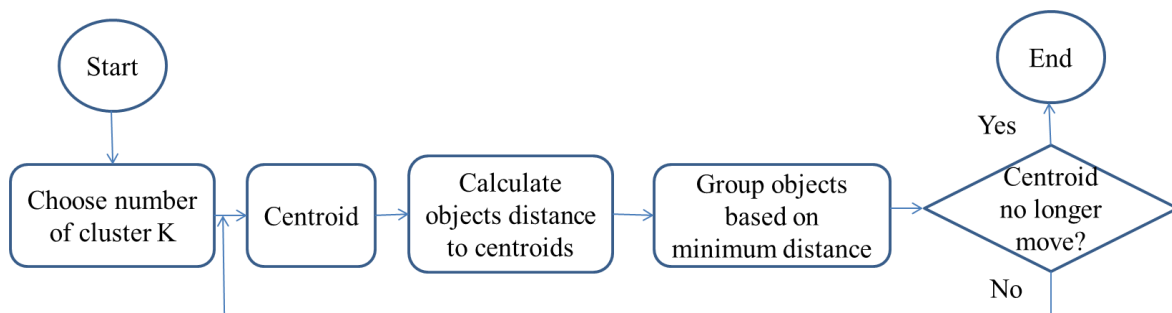 Start
Choose number
of cluster K
Centroid
Calculate
objects distance
to centroids
Group objects
based on
minimum distance
Centroid
no longer
move?
Yes
End
No